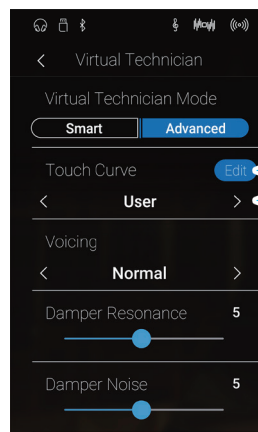 Virtual Technician
Virtual Technician Mode
Smart Advanced
Touch Curve Edit
User
Voicing
Normal
Damper Resonance 5
Damper Noise 5